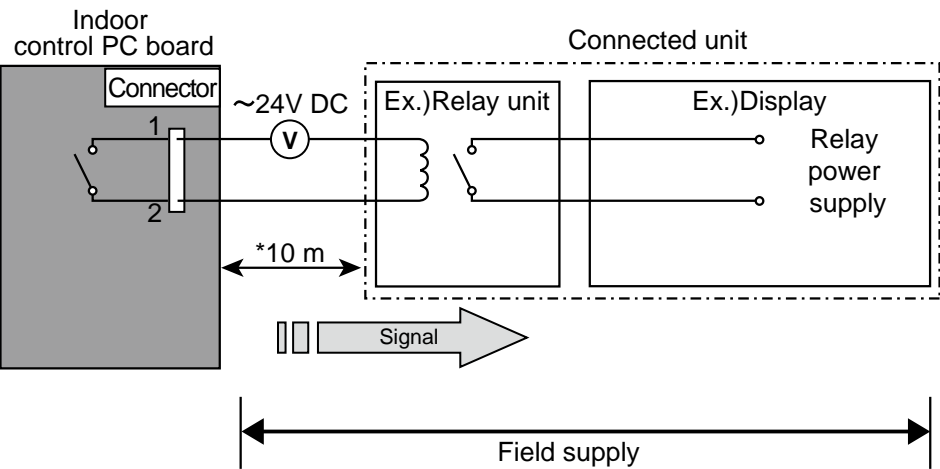 Indoor
control PC board
Connector
1
2
～24V DC
V
*10 m
Connected unit
Ex.)Relay unit
Ex.)Display
Relay
power
supply
Signal
Field supply